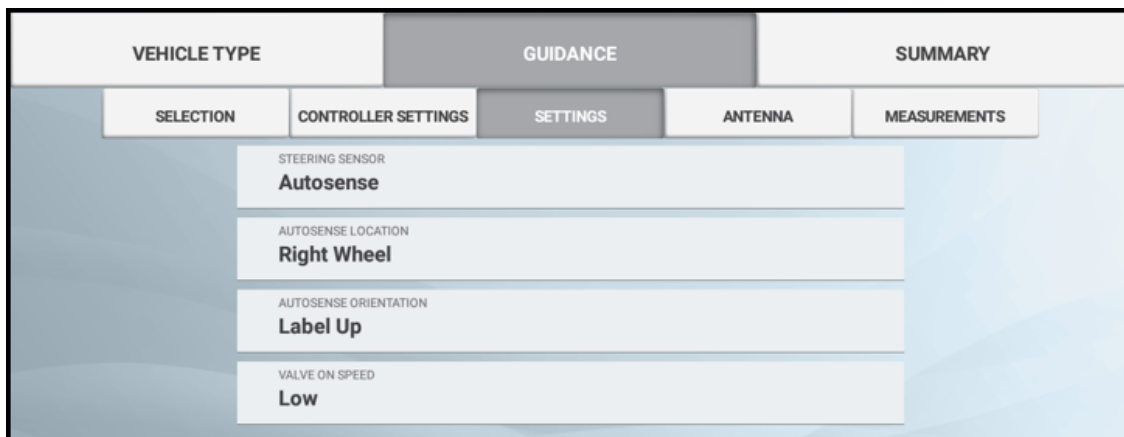 VEHICLE TYPE GUIDANCE SUMMARY
SELECTION CONTROLLER SETTINGS SETTINGS ANTENNA MEASUREMENTS
STEERING SENSOR
Autosense
AUTOSENSE LOCATION
Right Wheel
AUTOSENSE ORIENTATION
Label Up
VALVE ON SPEED
Low